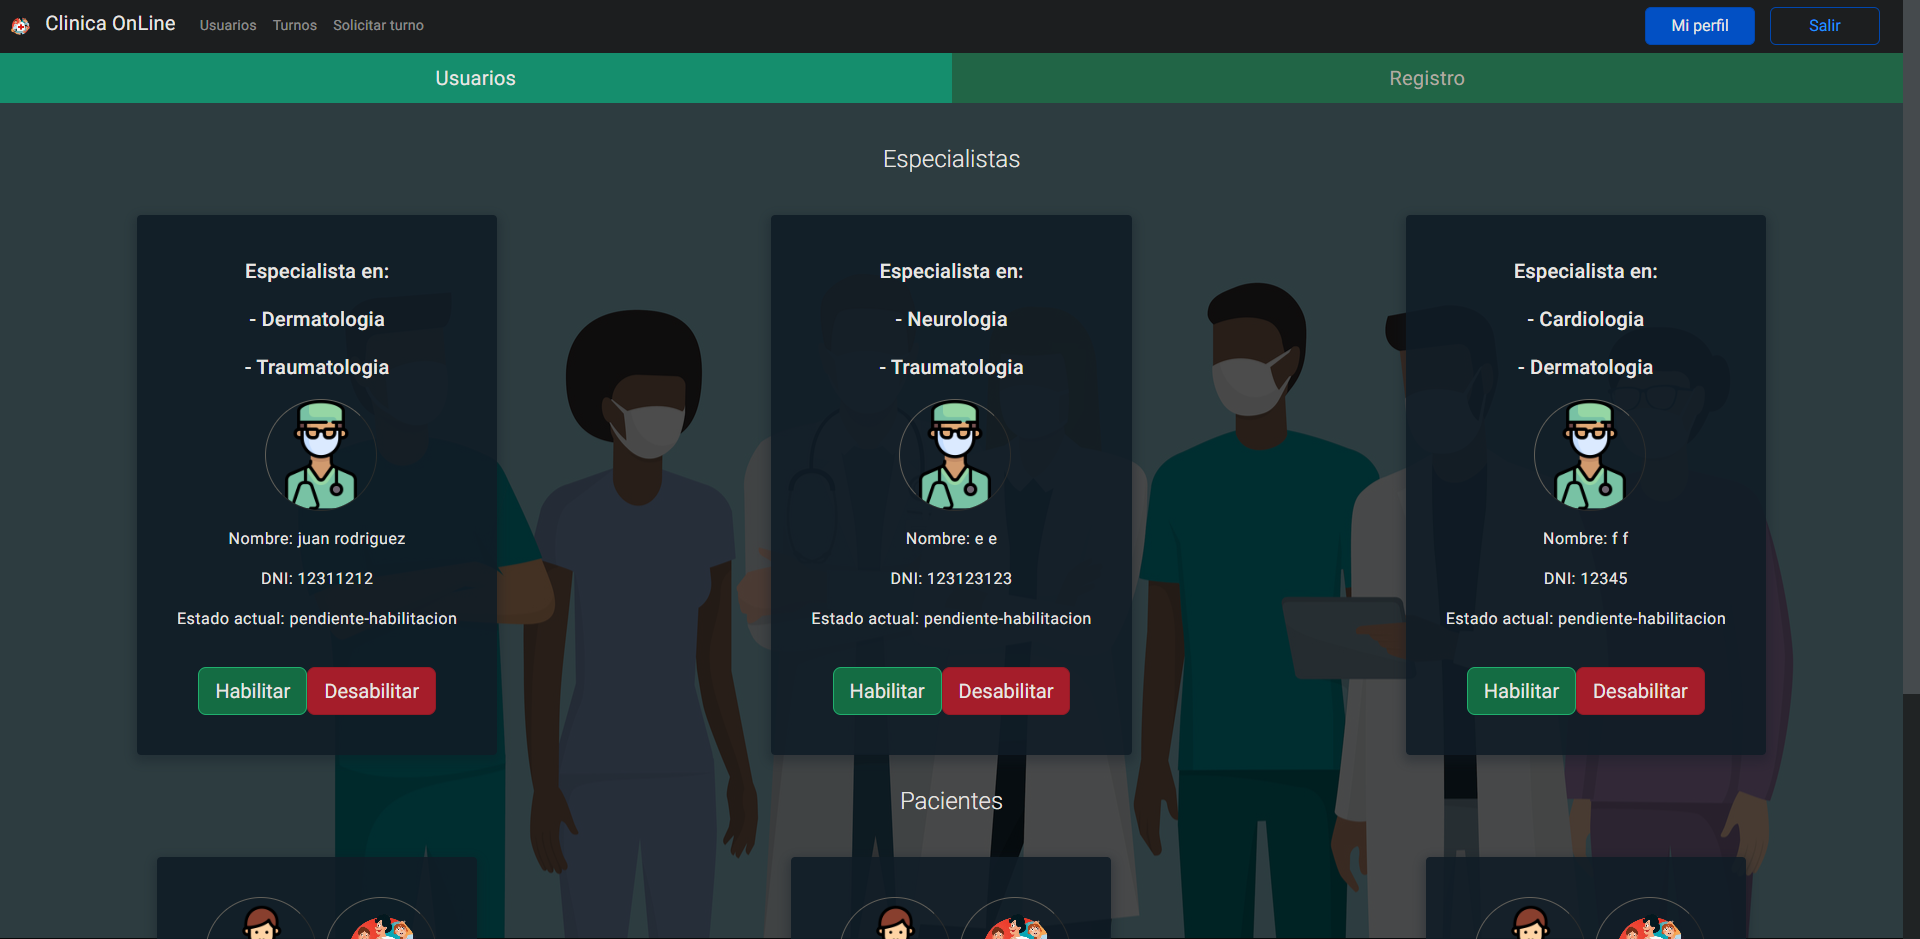 Clinica OnLine
Usuarios
Turnos
Solicitar turno
Mi perfil
Salir
Usuarios
Registro
Especialistas
Especialista en:
- Dermatologia
- Traumatologia
Nombre: juan rodriguez
DNI: 12311212
Estado actual: pendiente-habilitacion
Habilitar
Desabilitar
Especialista en:
- Neurologia
- Traumatologia
Nombre: e e
DNI: 123123123
Estado actual: pendiente-habilitacion
Habilitar
Desabilitar
Especialista en:
- Cardiologia
- Dermatologia
Nombre: f f
DNI: 12345
Estado actual: pendiente-habilitacion
Habilitar
Desabilitar
Pacientes